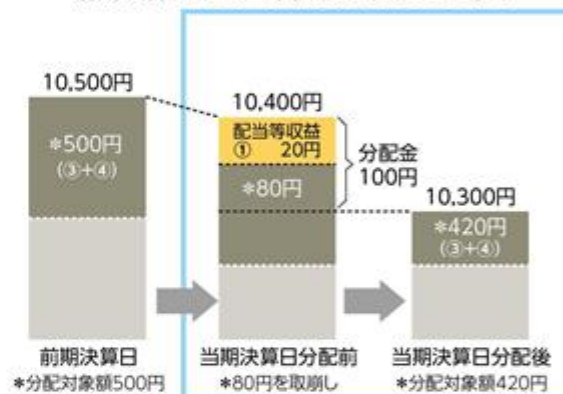 10,500円
*500円
(③+④)
10,400円
配当等収益
① 20円
*80円
分配金
100円
10,300円
*420円
(③+④)
前期決算日
*分配対象額500円
当期決算日分配前
*80円を取崩し
当期決算日分配後
*分配対象額420円